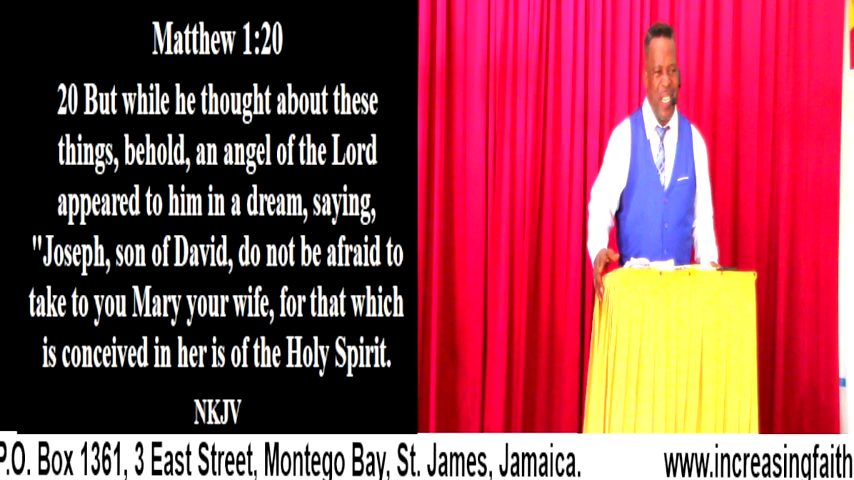 Matthew 1:20
20 But while he thought about these
things, behold, an angel of the Lord
appeared to him in a dream, saying,
"Joseph, son of David, do not be afraid to
take to you Mary your wife, for that which
is conceived in her is of the Holy Spirit.
NKJV
P.O. Box 1361, 3 East Street, Montego Bay, St. James, Jamaica. www.increasingfaith